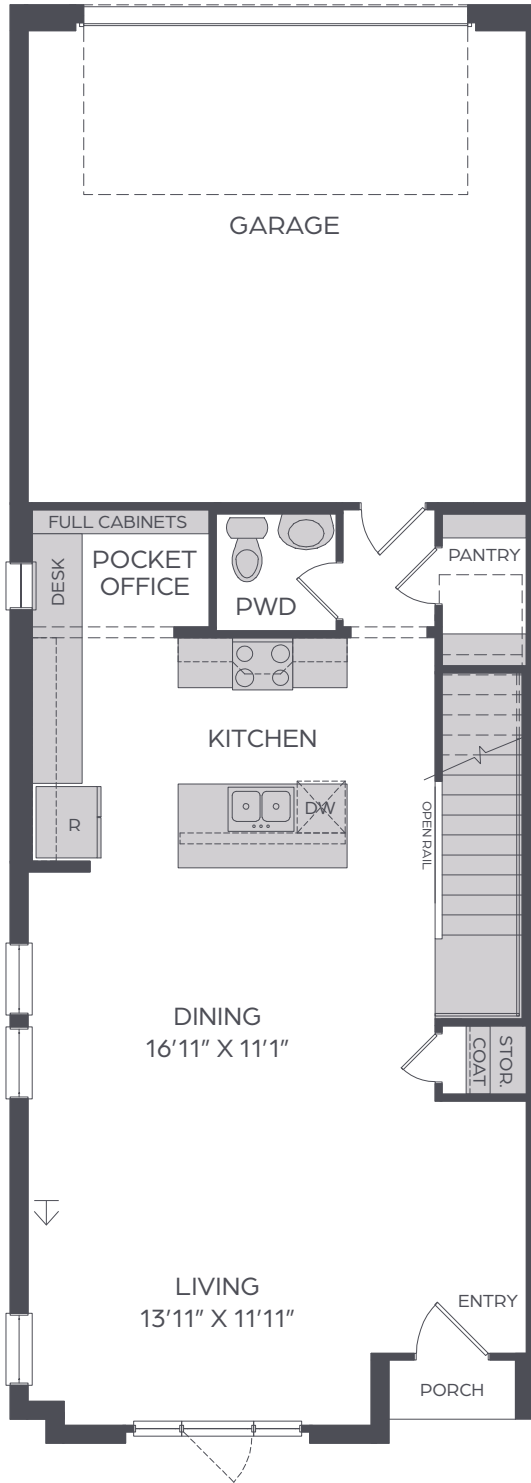 GARAGE
FULL CABINETS
DESK
POCKET
OFFICE
PWD
PANTRY
KITCHEN
R
DW
OPEN RAIL
DINING
16'11" X 11'1"
COAT
STOR.
LIVING
13'11" X 11'11"
ENTRY
PORCH